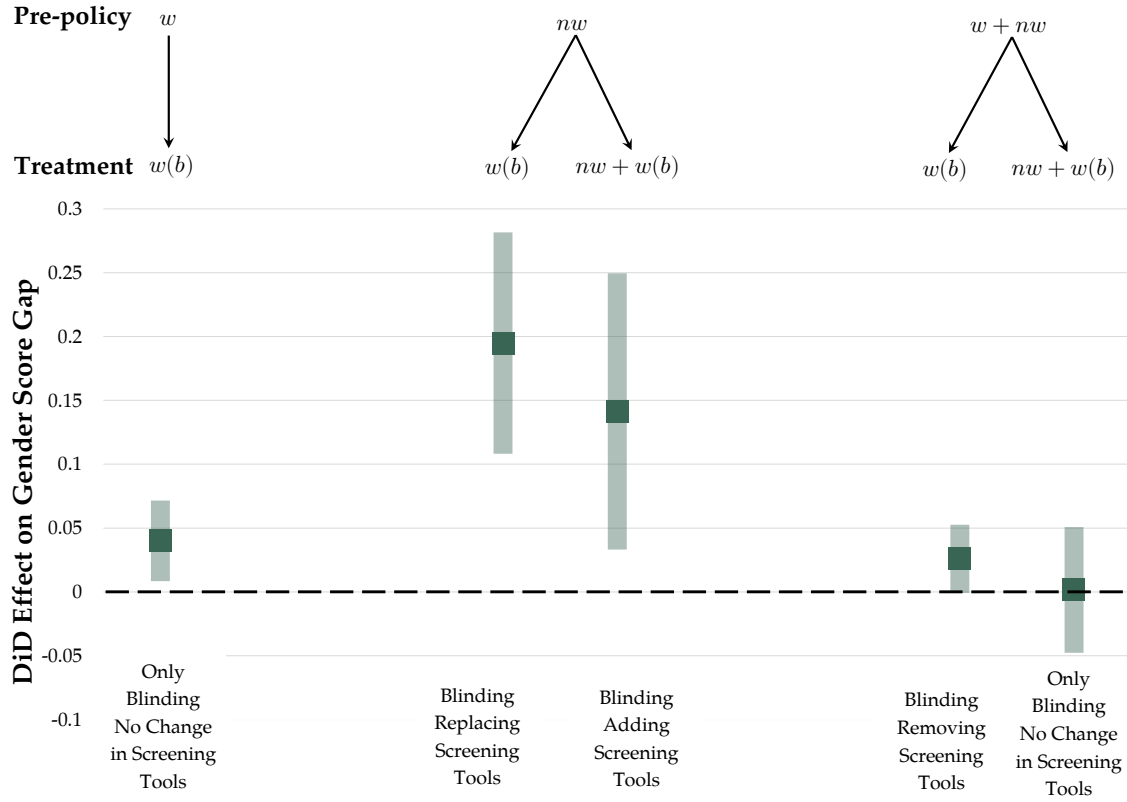 Pre-policy w nw w + nw
Treatment w(b) w(b) nw + w(b) w(b) nw + w(b)
DiD Effect on Gender Score Gap
0.3
0.25
0.2
0.15
0.1
0.05
0
-0.05
-0.1
Only
Blinding
No Change
in Screening
Tools
Blinding
Replacing
Screening
Tools
Blinding
Adding
Screening
Tools
Blinding
Removing
Screening
Tools
Only
Blinding
No Change
in Screening
Tools